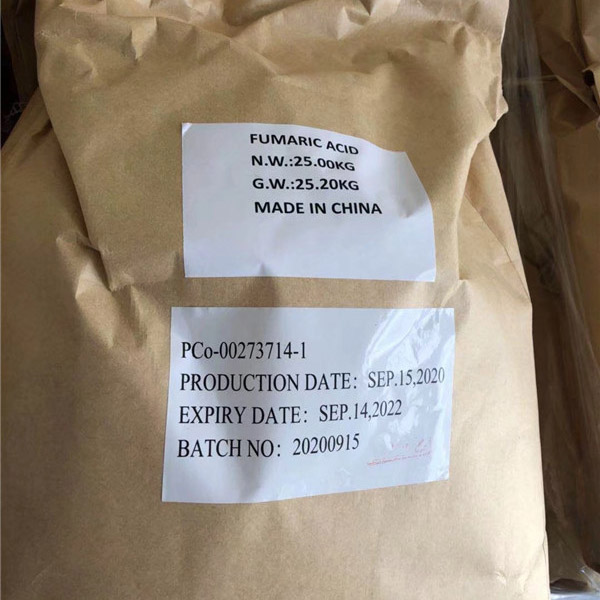 FUMARIC ACID
N.W.:25.00KG
G.W.:25.20KG
MADE IN CHINA
PCo-00273714-1
PRODUCTION DATE: SEP.15,2020
EXPIRY DATE: SEP.14,2022
BATCH NO: 20200915